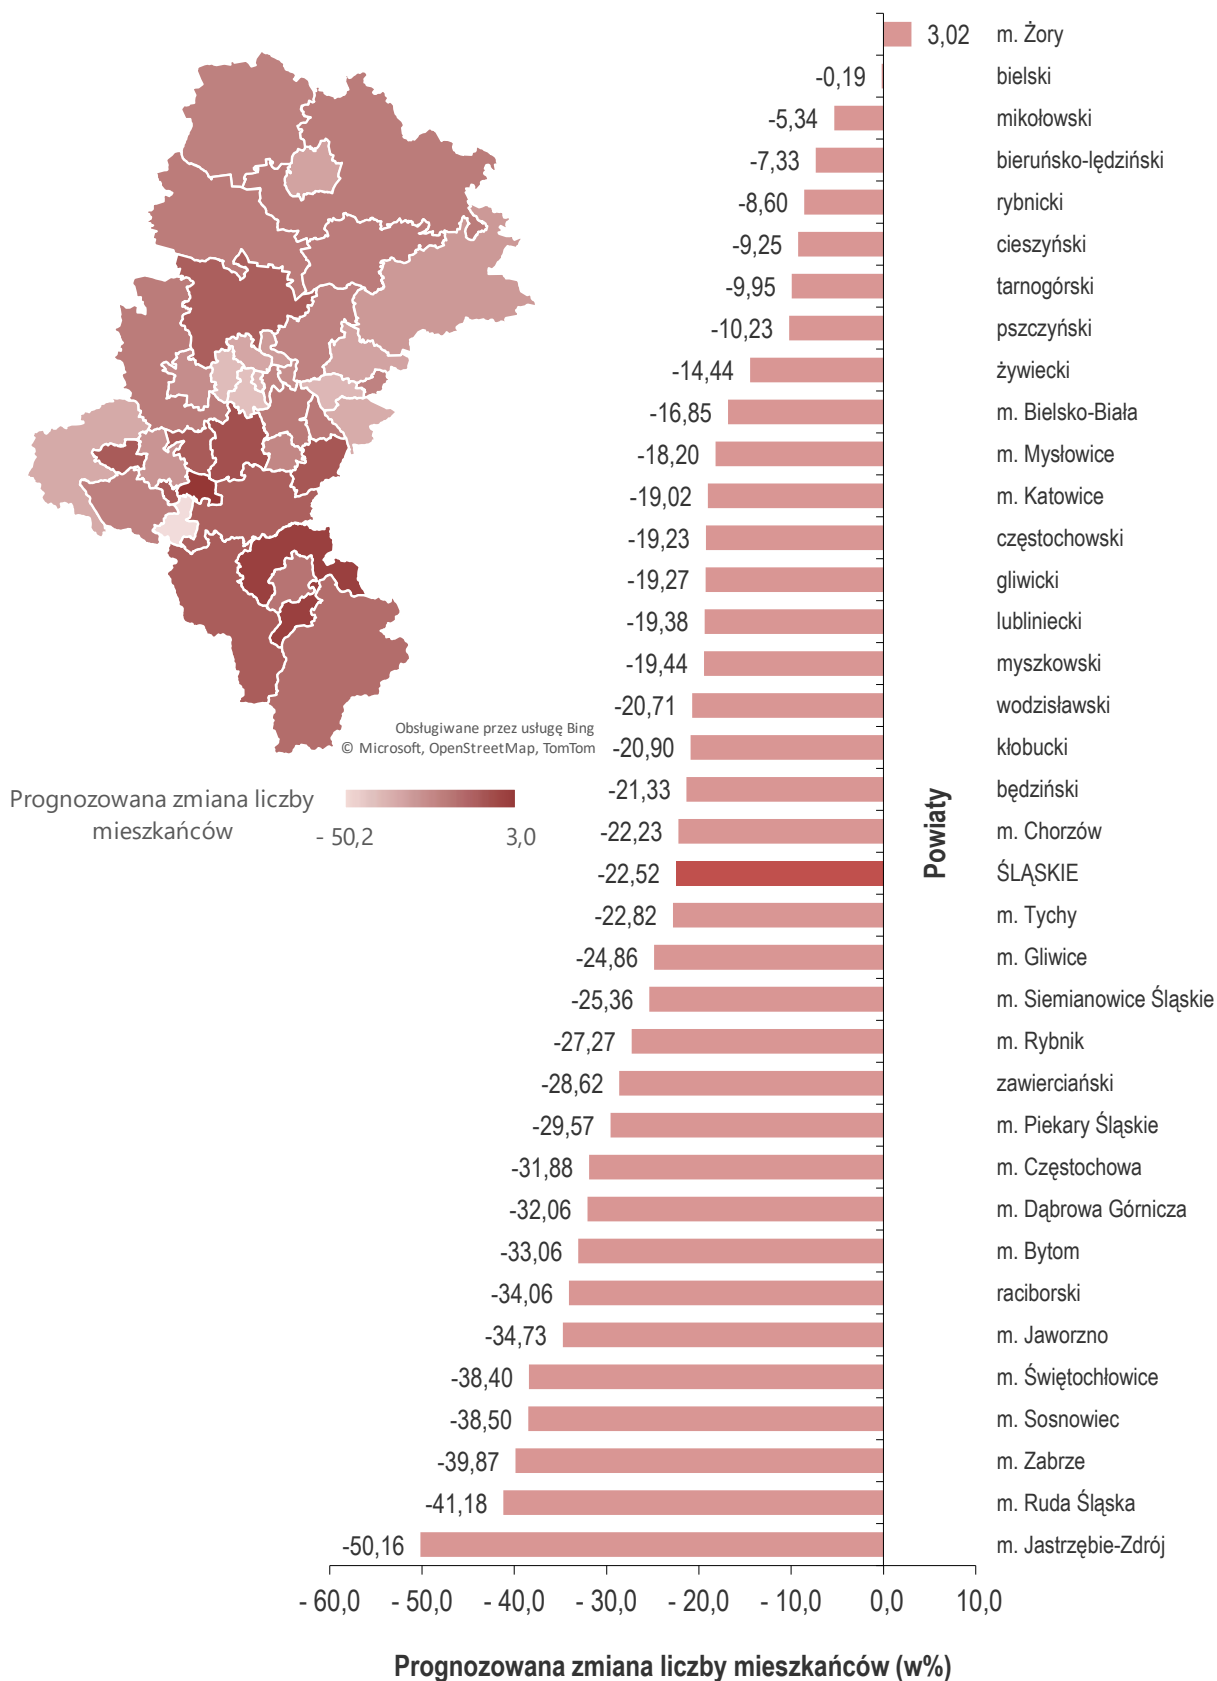 3,02 m. Żory
-0,19 bielski
-5,34 mikołowski
-7,33 bieruńsko-lędziński
-8,60 rybnicki
-9,25 cieszyński
-9,95 tarnogórski
-10,23 pszczyński
-14,44 żywiecki
-16,85 m. Bielsko-Biała
-18,20 m. Mysłowice
-19,02 m. Katowice
-19,23 częstochowski
-19,27 gliwicki
-19,38 lubliniecki
-19,44 myszkowski
-20,71 wodzisławski
-20,90 kłobucki
-21,33 będziński
-22,23 m. Chorzów
-22,52 ŚLĄSKIE
-22,82 m. Tychy
-24,86 m. Gliwice
-25,36 m. Siemianowice Śląskie
-27,27 m. Rybnik
-28,62 zawierciański
-29,57 m. Piekary Śląskie
-31,88 m. Częstochowa
-32,06 m. Dąbrowa Górnicza
-33,06 m. Bytom
-34,06 raciborski
-34,73 m. Jaworzno
-38,40 m. Świętochłowice
-38,50 m. Sosnowiec
-39,87 m. Zabrze
-41,18 m. Ruda Śląska
-50,16 m. Jastrzębie-Zdrój
Powiaty
- 60,0 - 50,0 - 40,0 - 30,0 - 20,0 - 10,0 0,0 10,0
Prognozowana zmiana liczby mieszkańców (w%)
Obsługiwane przez usługę Bing
© Microsoft, OpenStreetMap, TomTom
Prognozowana zmiana liczby
mieszkańców
- 50,2 3,0